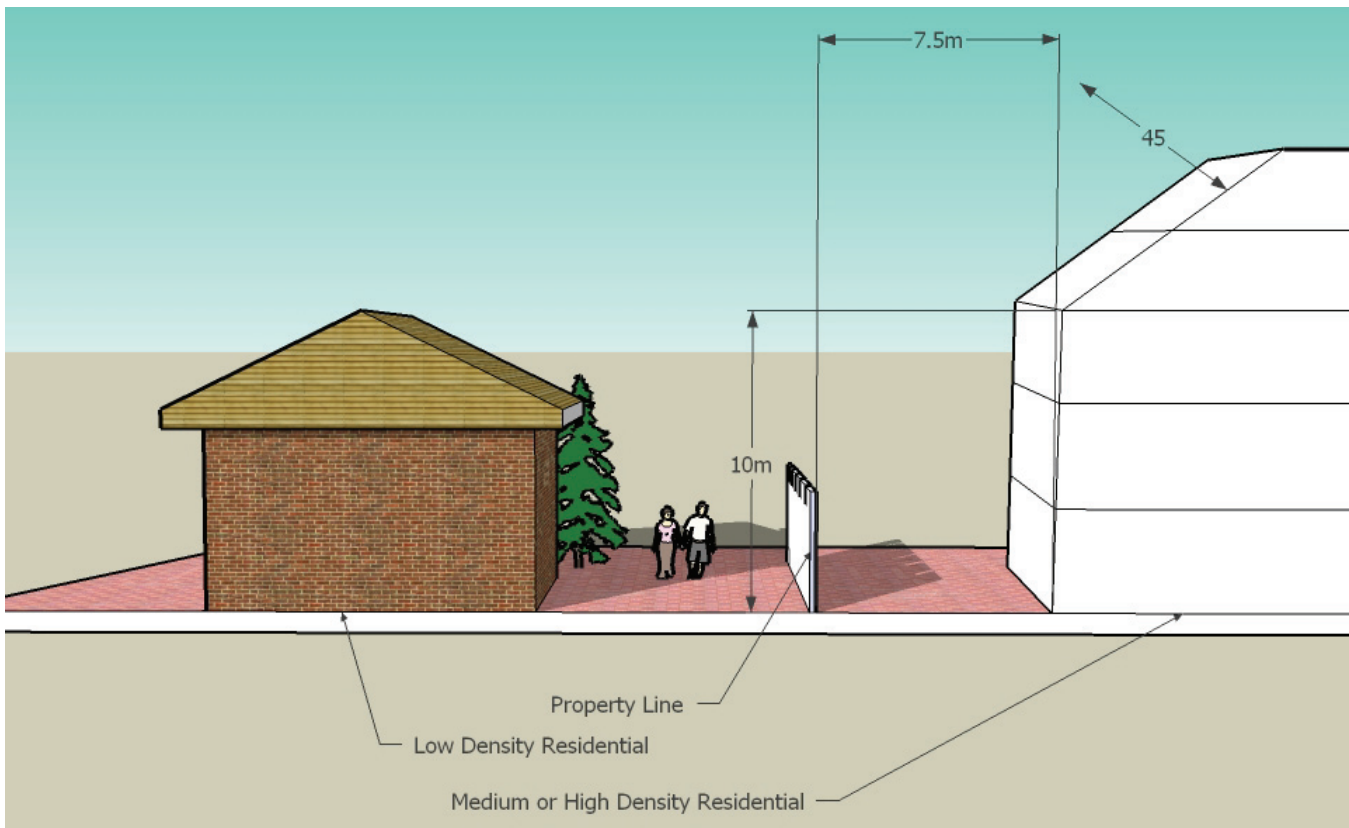 7.5m
45
10m
Property Line
Low Density Residential
Medium or High Density Residential